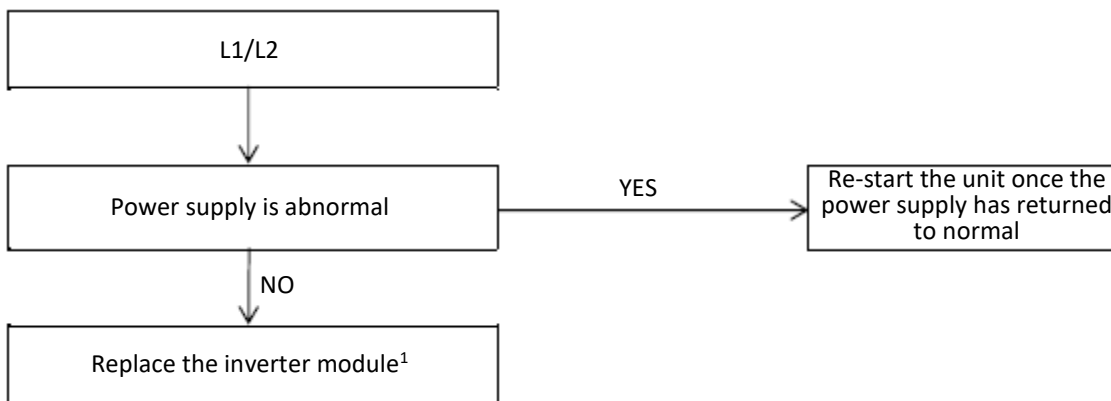 L1/L2
Power supply is abnormal
YES
Re-start the unit once the
power supply has returned
to normal
NO
Replace the inverter module¹